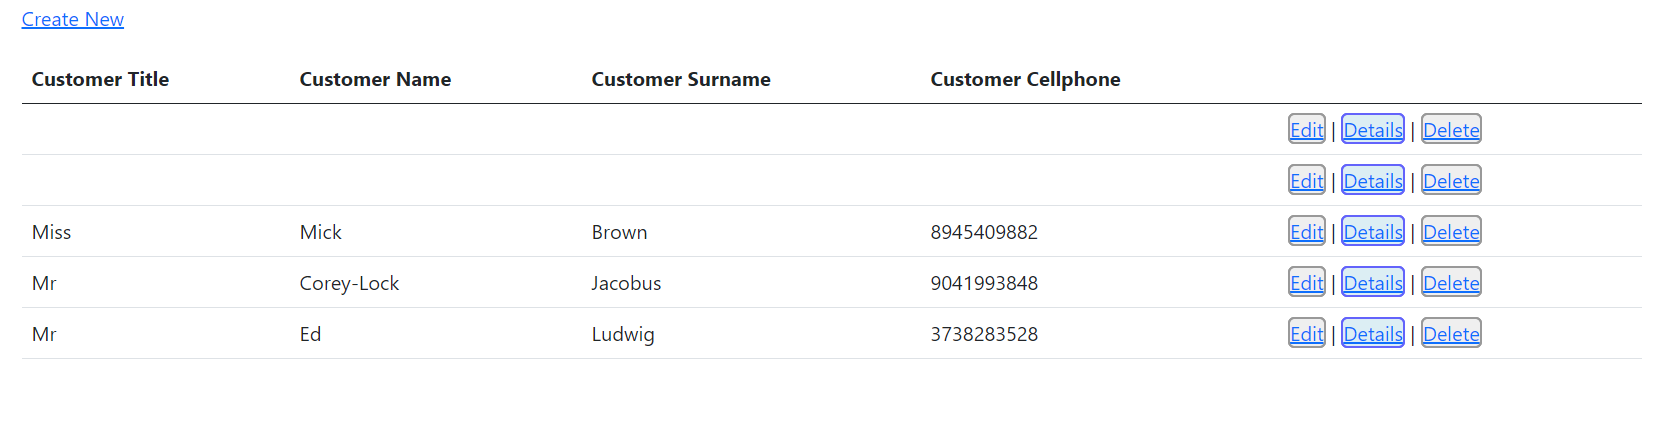 Create New
Customer Title Customer Name Customer Surname Customer Cellphone
Edit | Details | Delete
Edit | Details | Delete
Miss Mick Brown 8945409882 Edit | Details | Delete
Mr Corey-Lock Jacobus 9041993848 Edit | Details | Delete
Mr Ed Ludwig 3738283528 Edit | Details | Delete